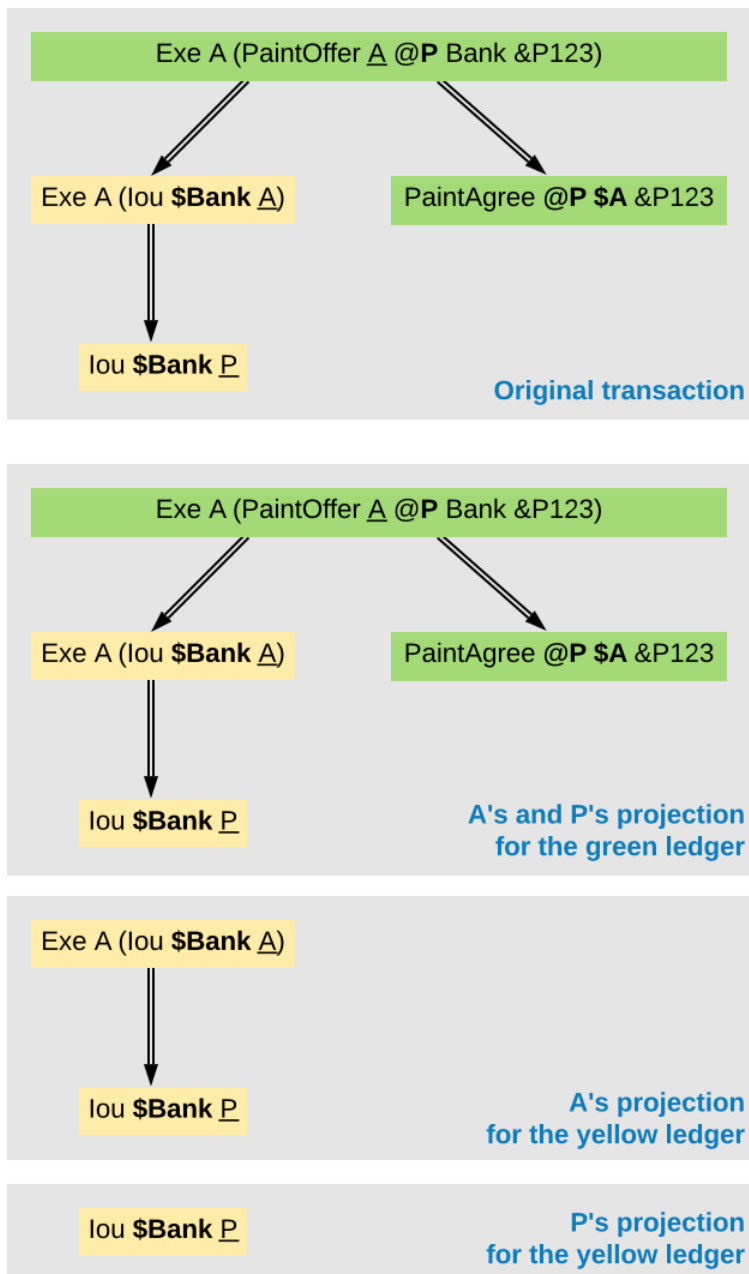 Exe A (PaintOffer A @P Bank &P123)
Exe A (Iou $Bank A)
PaintAgree @P $A &P123
Iou $Bank P
Original transaction
Exe A (PaintOffer A @P Bank &P123)
Exe A (Iou $Bank A)
PaintAgree @P $A &P123
Iou $Bank P
A's and P's projection
for the green ledger
Exe A (Iou $Bank A)
Iou $Bank P
A's projection
for the yellow ledger
Iou $Bank P
P's projection
for the yellow ledger